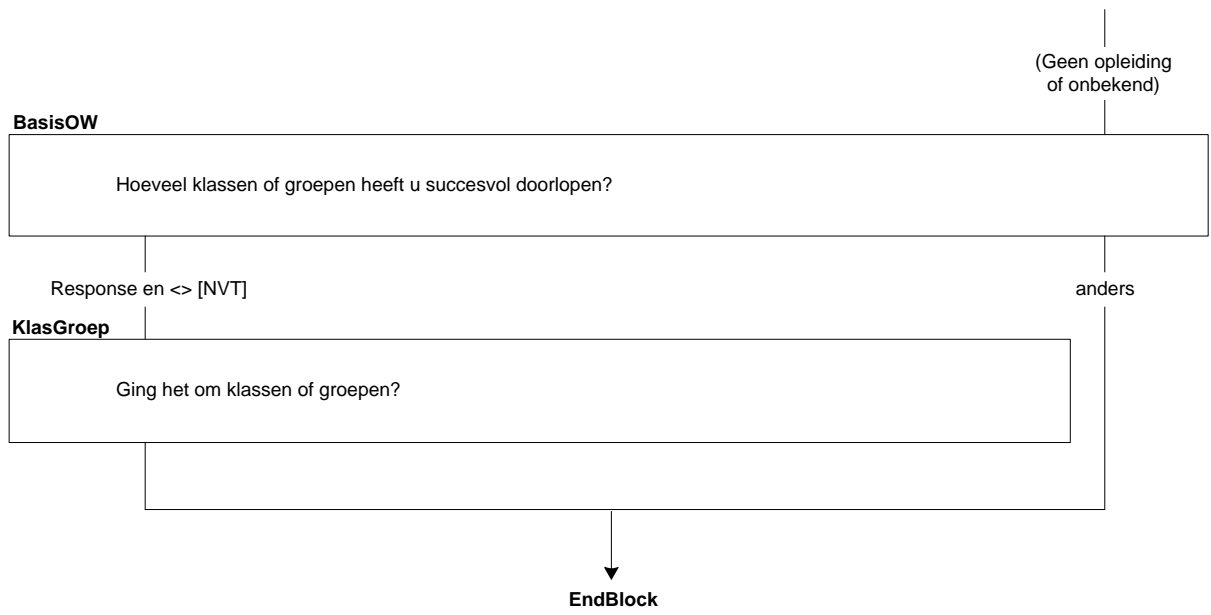 (Geen opleiding
of onbekend)
BasisOW
Hoeveel klassen of groepen heeft u succesvol doorlopen?
Response en <> [NVT]
anders
KlasGroep
Ging het om klassen of groepen?
EndBlock